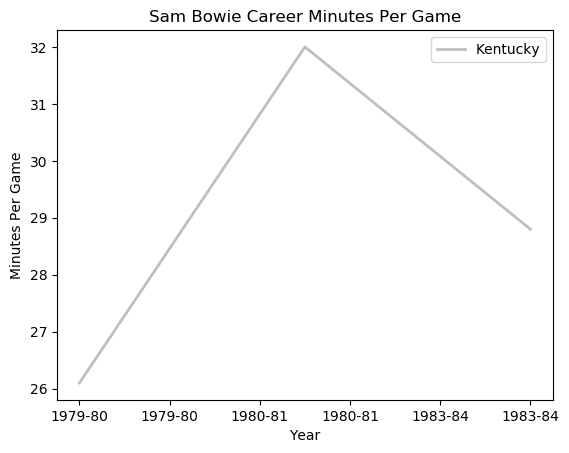 Sam Bowie Career Minutes Per Game
Kentucky
Minutes Per Game
32
31
30
29
28
27
26
1979-80 1979-80 1980-81 1980-81 1983-84 1983-84
Year